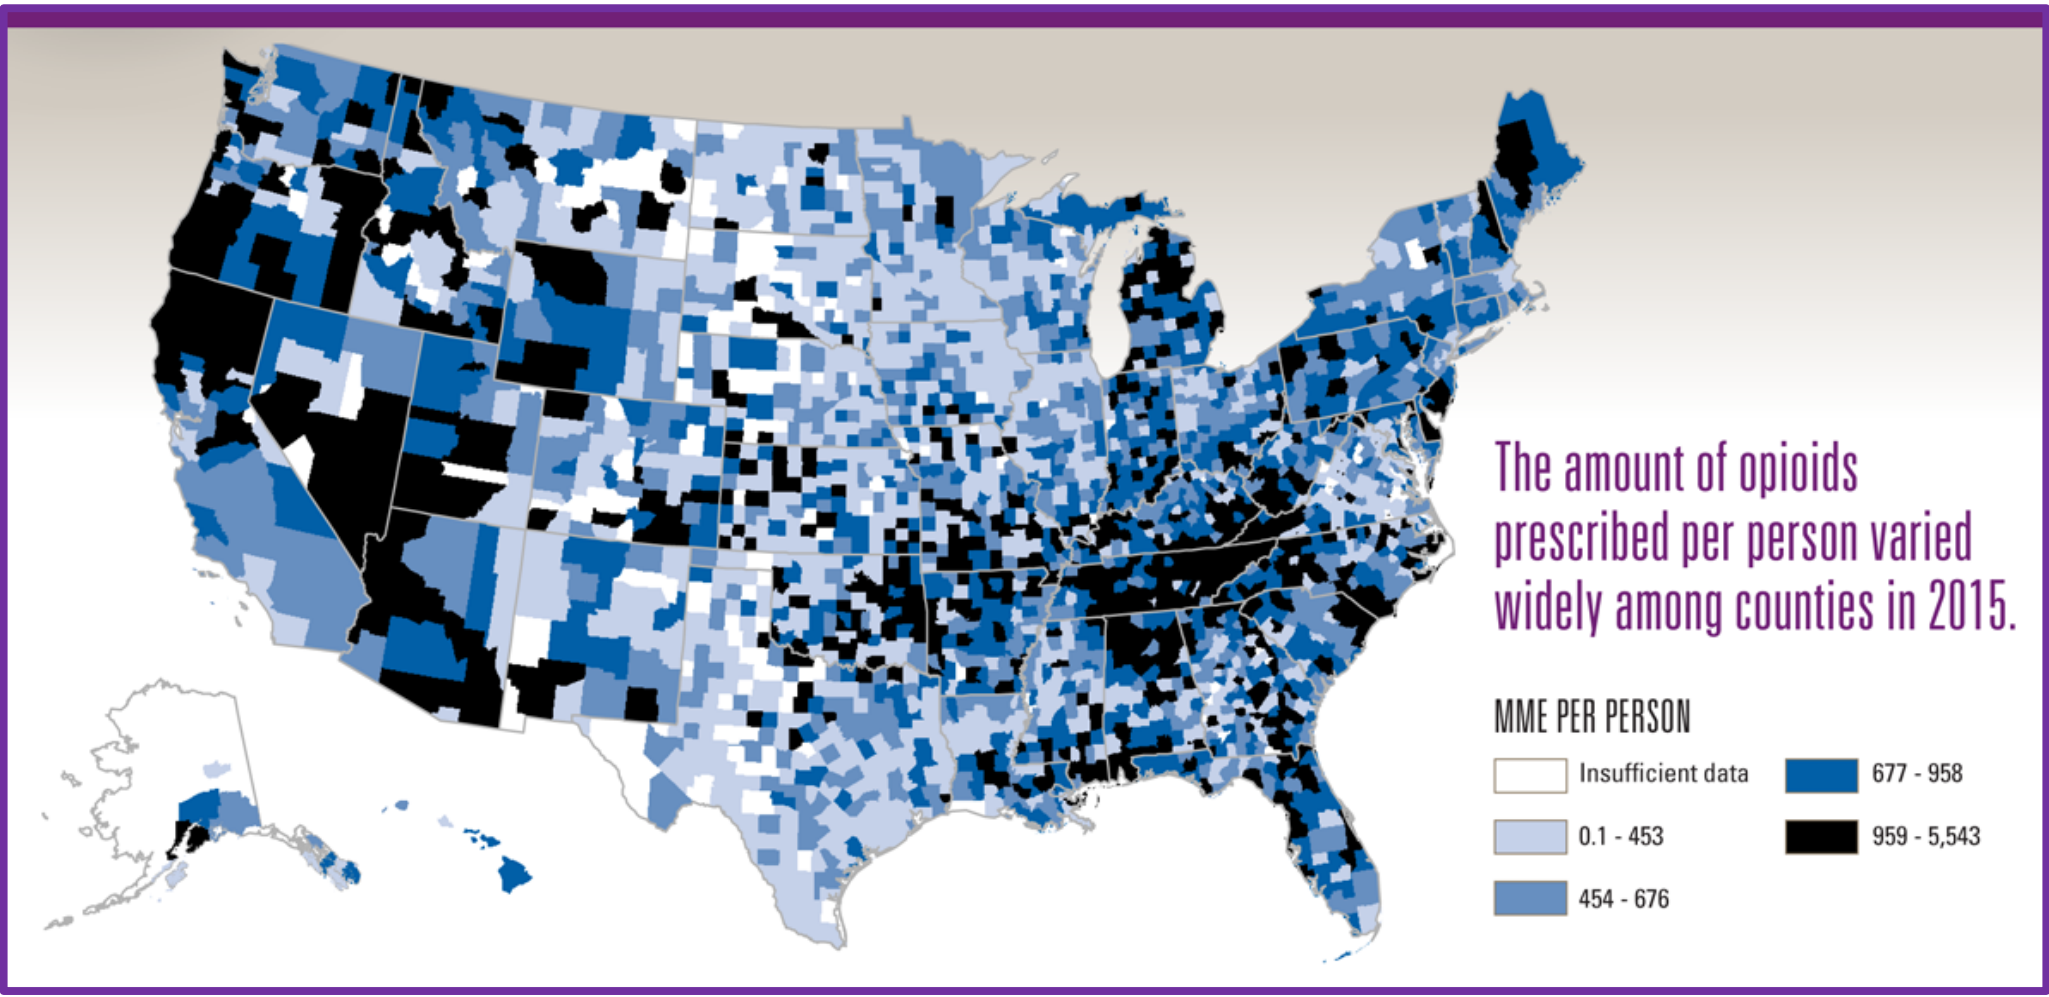 The amount of opioids
prescribed per person varied
widely among counties in 2015.
MME PER PERSON
Insufficient data
0.1 - 453
454 - 676
677 - 958
959 - 5,543